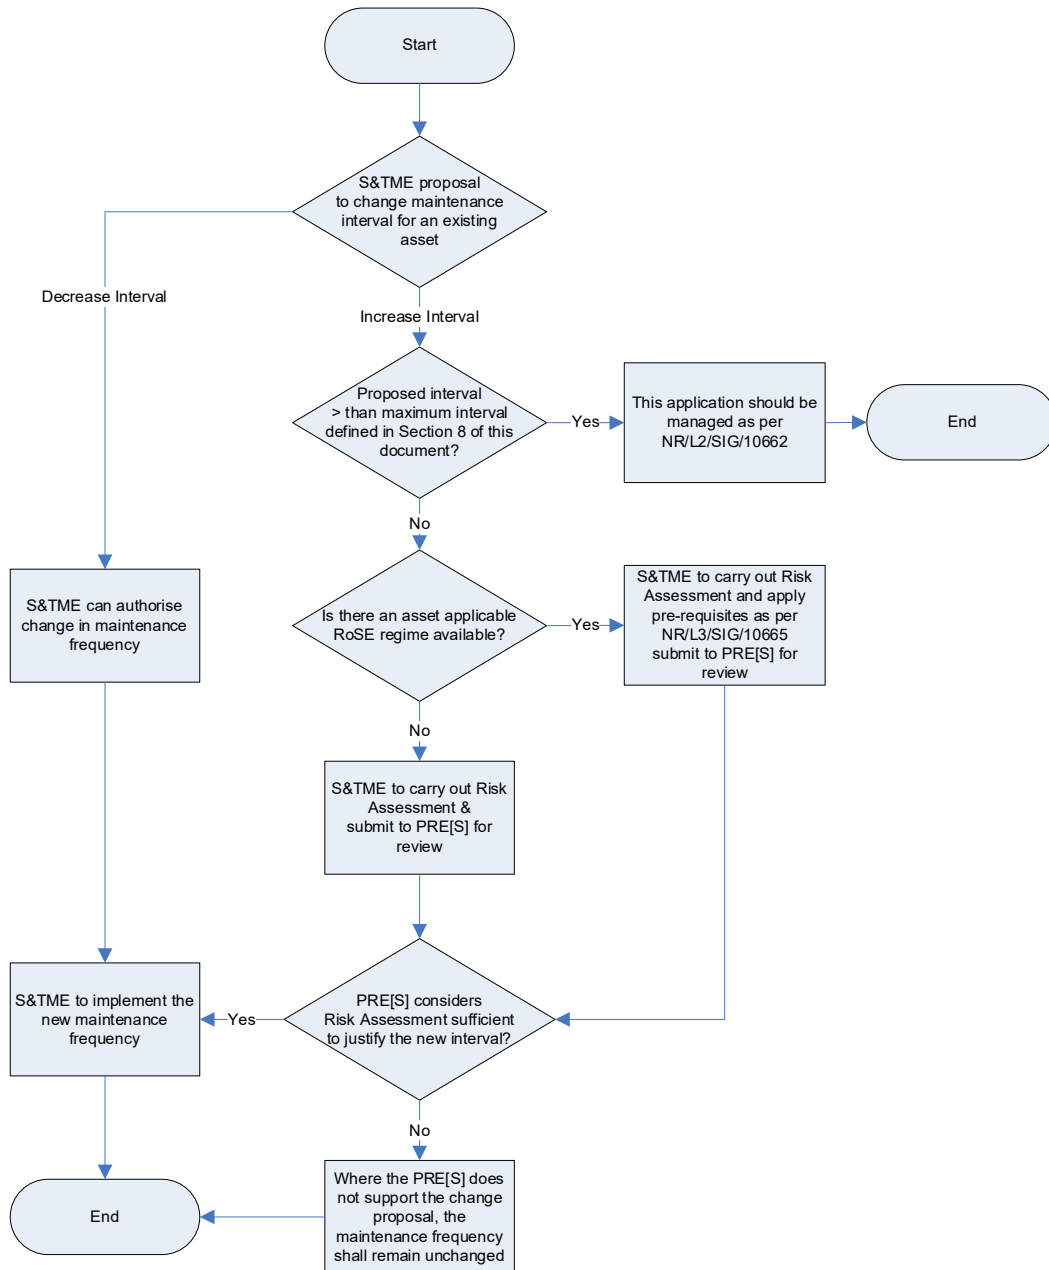 Start
S&TME proposal
to change maintenance
interval for an existing
asset
Decrease Interval
Increase Interval
Proposed interval
> than maximum interval
defined in Section 8 of this
document?
Yes
This application should be
managed as per
NR/L2/SIG/10662
End
No
S&TME can authorise
change in maintenance
frequency
Is there an asset applicable
RoSE regime available?
Yes
S&TME to carry out Risk
Assessment and apply
pre-requisites as per
NR/L3/SIG/10665
submit to PRE[S] for
review
No
S&TME to carry out Risk
Assessment &
submit to PRE[S] for
review
S&TME to implement the
new maintenance
frequency
Yes
PRE[S] considers
Risk Assessment sufficient
to justify the new interval?
No
Where the PRE[S] does
not support the change
proposal, the
maintenance frequency
shall remain unchanged
End